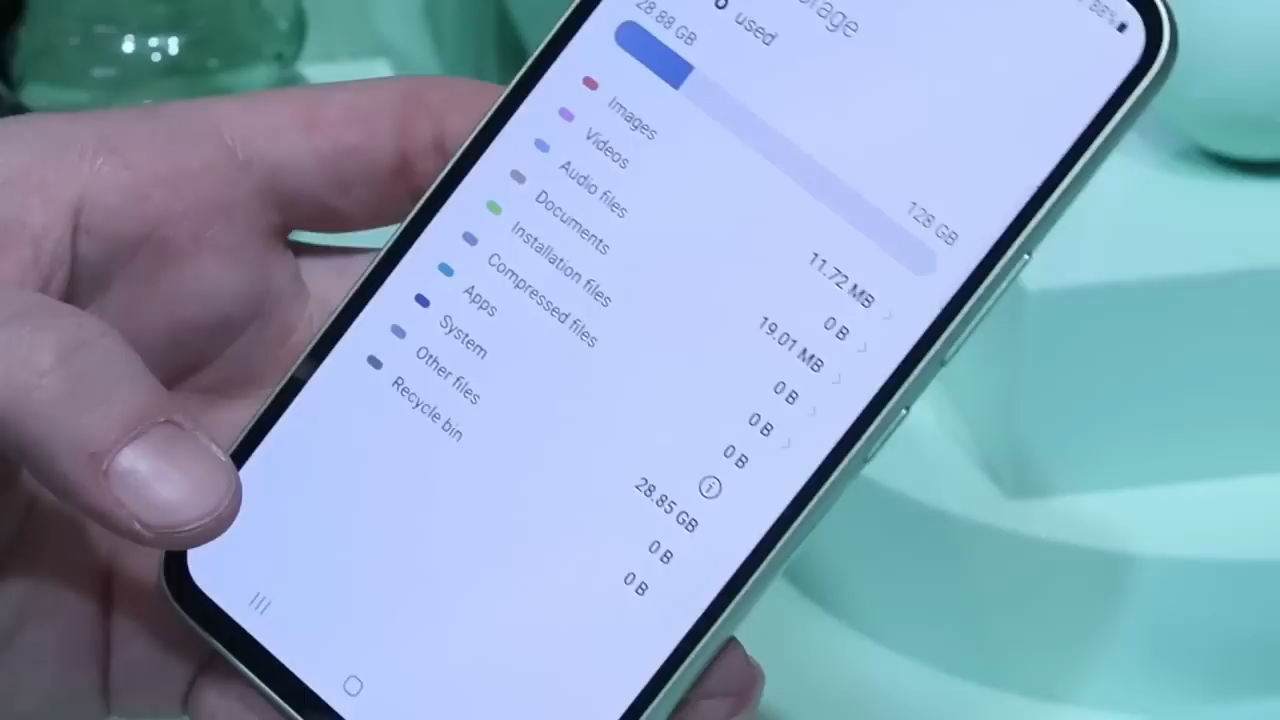 used
28.88 GB
128 GB
Images 11.72 MB
Videos 0 B
Audio files 19.01 MB
Documents 0 B
Installation files 0 B
Compressed files 0 B
Apps
System 28.85 GB
Other files 0 B
Recycle bin 0 B